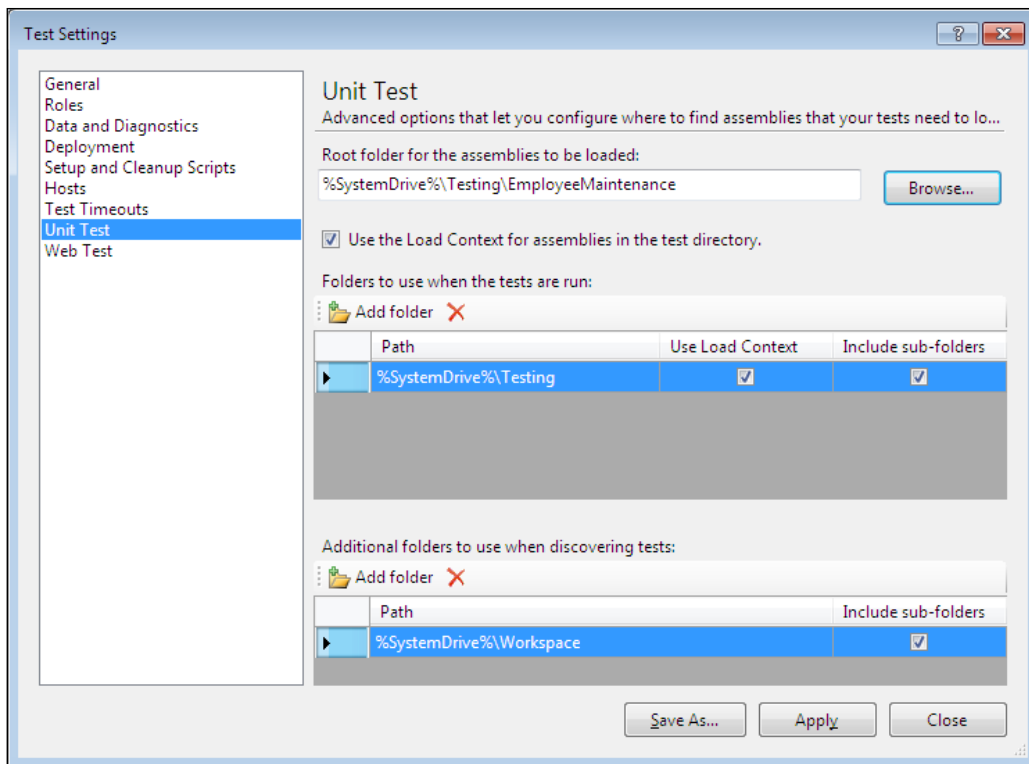 Test Settings
General
Roles
Data and Diagnostics
Deployment
Setup and Cleanup Scripts
Hosts
Test Timeouts
Unit Test
Web Test
Unit Test
Advanced options that let you configure where to find assemblies that your tests need to lo...
Root folder for the assemblies to be loaded:
%SystemDrive%\Testing\EmployeeMaintenance
Browse...
Use the Load Context for assemblies in the test directory.
Folders to use when the tests are run:
Add folder
Path Use Load Context Include sub-folders
%SystemDrive%\Testing
Additional folders to use when discovering tests:
Add folder
Path Include sub-folders
%SystemDrive%\Workspace
Save As... Apply Close